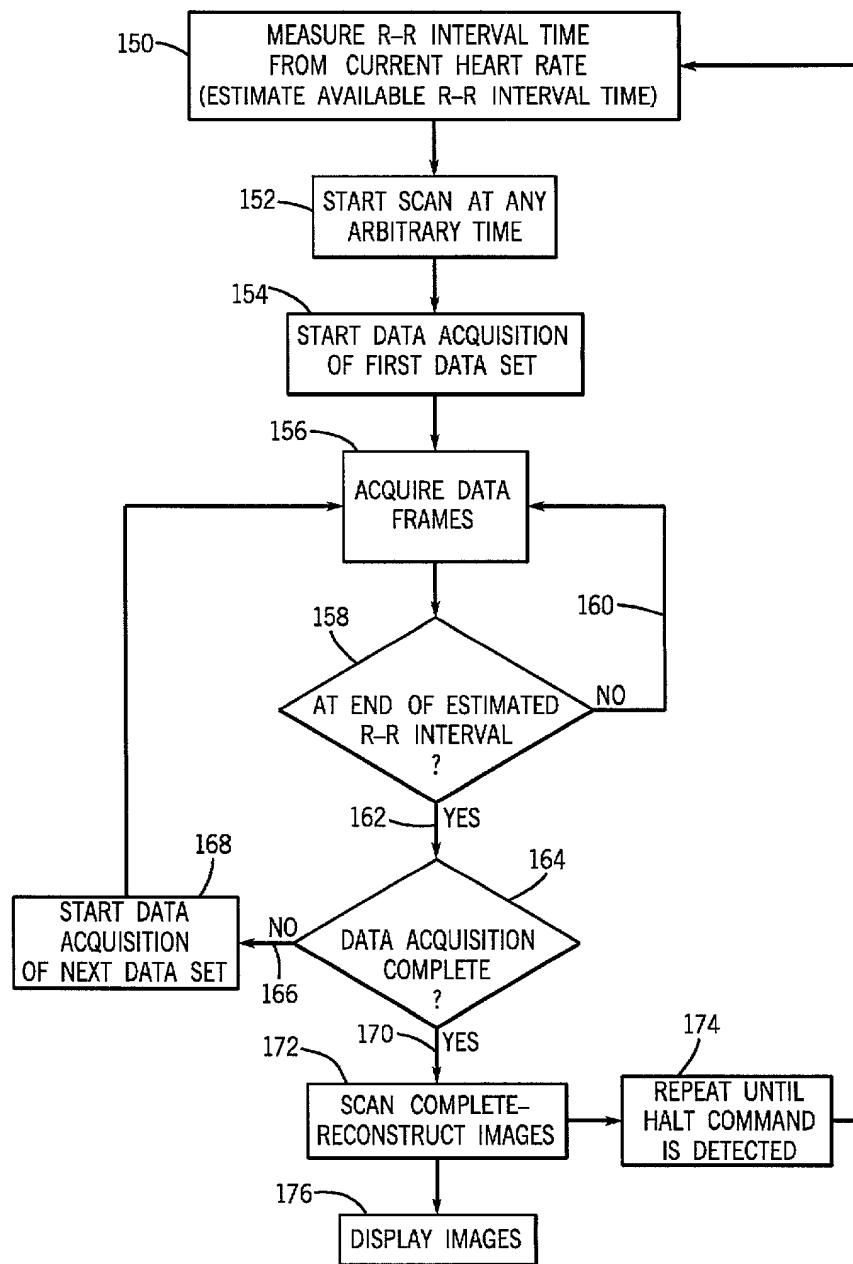 150
MEASURE R–R INTERVAL TIME
FROM CURRENT HEART RATE
(ESTIMATE AVAILABLE R–R INTERVAL TIME)
152
START SCAN AT ANY
ARBITRARY TIME
154
START DATA ACQUISITION
OF FIRST DATA SET
156
ACQUIRE DATA
FRAMES
160
158
AT END OF ESTIMATED
R–R INTERVAL
?
NO
162
YES
164
168
START DATA
ACQUISITION
OF NEXT DATA SET
NO
166
DATA ACQUISITION
COMPLETE
?
170
YES
172
SCAN COMPLETE–
RECONSTRUCT IMAGES
174
REPEAT UNTIL
HALT COMMAND
IS DETECTED
176
DISPLAY IMAGES